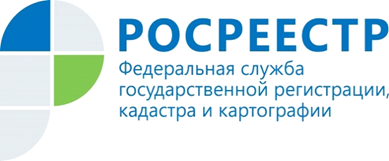 РОСРЕЕСТР
Федеральная служба
государственной регистрации,
кадастра и картографии